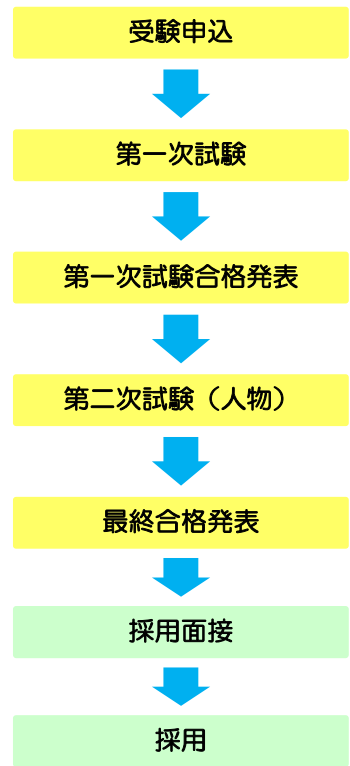 受験申込
第一次試験
第一次試験合格発表
第二次試験（人物）
最終合格発表
採用面接
採用